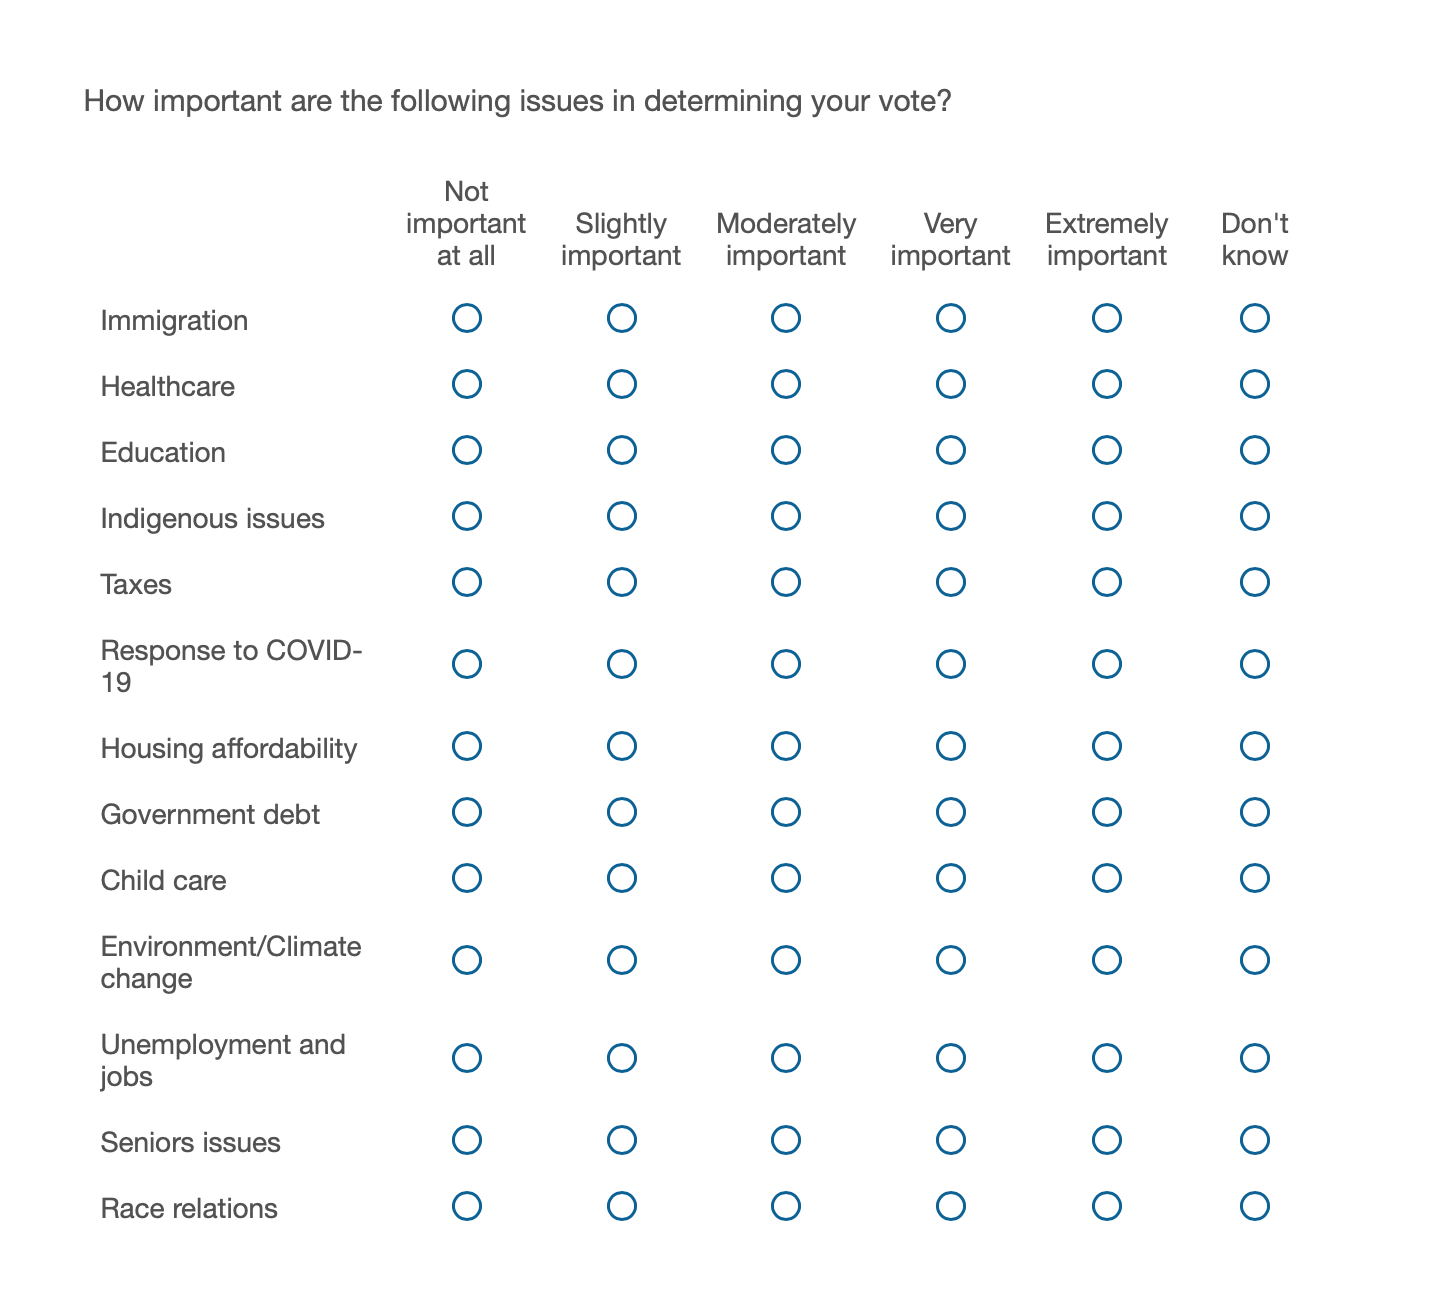 How important are the following issues in determining your vote?
Not important at all
Slightly important
Moderately important
Very important
Extremely important
Don't know
Immigration
Healthcare
Education
Indigenous issues
Taxes
Response to COVID-
19
Housing affordability
Government debt
Child care
Environment/Climate
change
Unemployment and
jobs
Seniors issues
Race relations